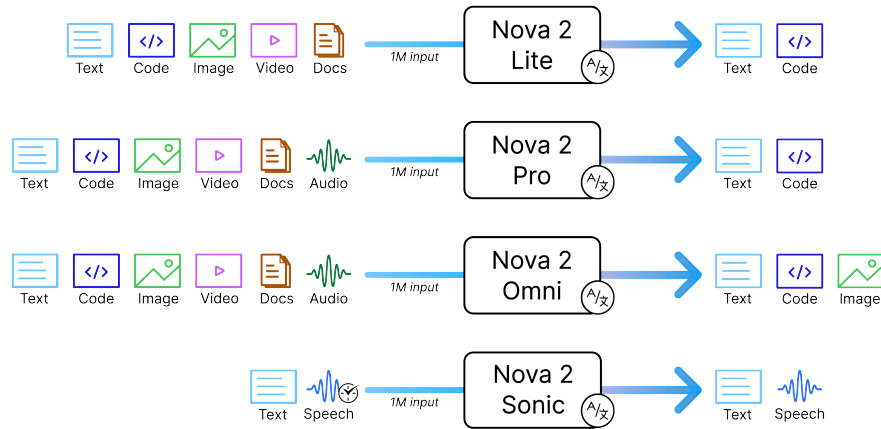 Text Code Image Video Docs 1M input Nova 2 Lite A/文 Text Code
Text Code Image Video Docs Audio 1M input Nova 2 Pro A/文 Text Code
Text Code Image Video Docs Audio 1M input Nova 2 Omni A/文 Text Code Image
Text Speech 1M input Nova 2 Sonic A/文 Text Speech